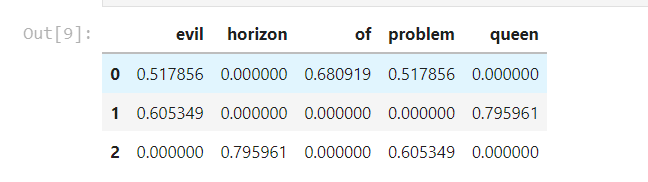 Out[9]:
evil horizon of problem queen
0 0.517856 0.000000 0.680919 0.517856 0.000000
1 0.605349 0.000000 0.000000 0.000000 0.795961
2 0.000000 0.795961 0.000000 0.605349 0.000000